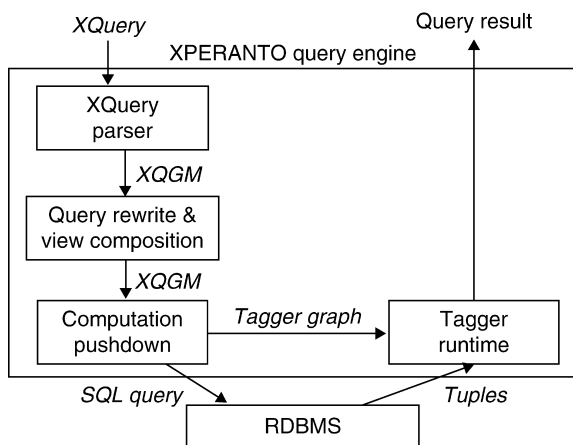 XQuery
Query result
XPERANTO query engine
XQuery
parser
XQGM
Query rewrite &
view composition
XQGM
Computation
pushdown
Tagger graph
Tagger
runtime
SQL query
Tuples
RDBMS